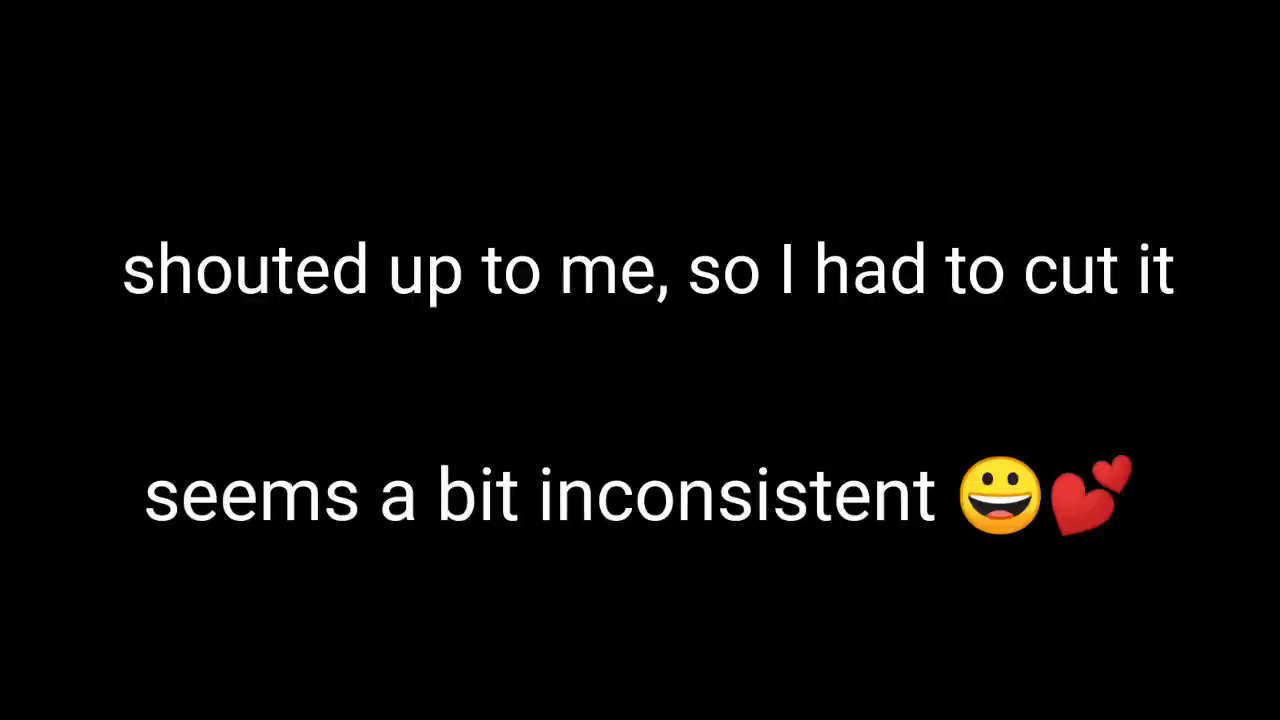 shouted up to me, so I had to cut it
seems a bit inconsistent 😀💕